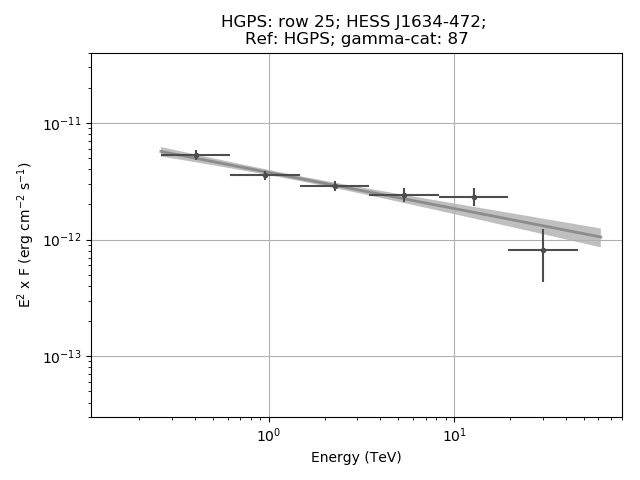 HGPS: row 25; HESS J1634-472;
Ref: HGPS; gamma-cat: 87
10⁻¹¹
10⁻¹²
10⁻¹³
E² x F (erg cm⁻² s⁻¹)
10⁰
10¹
Energy (TeV)